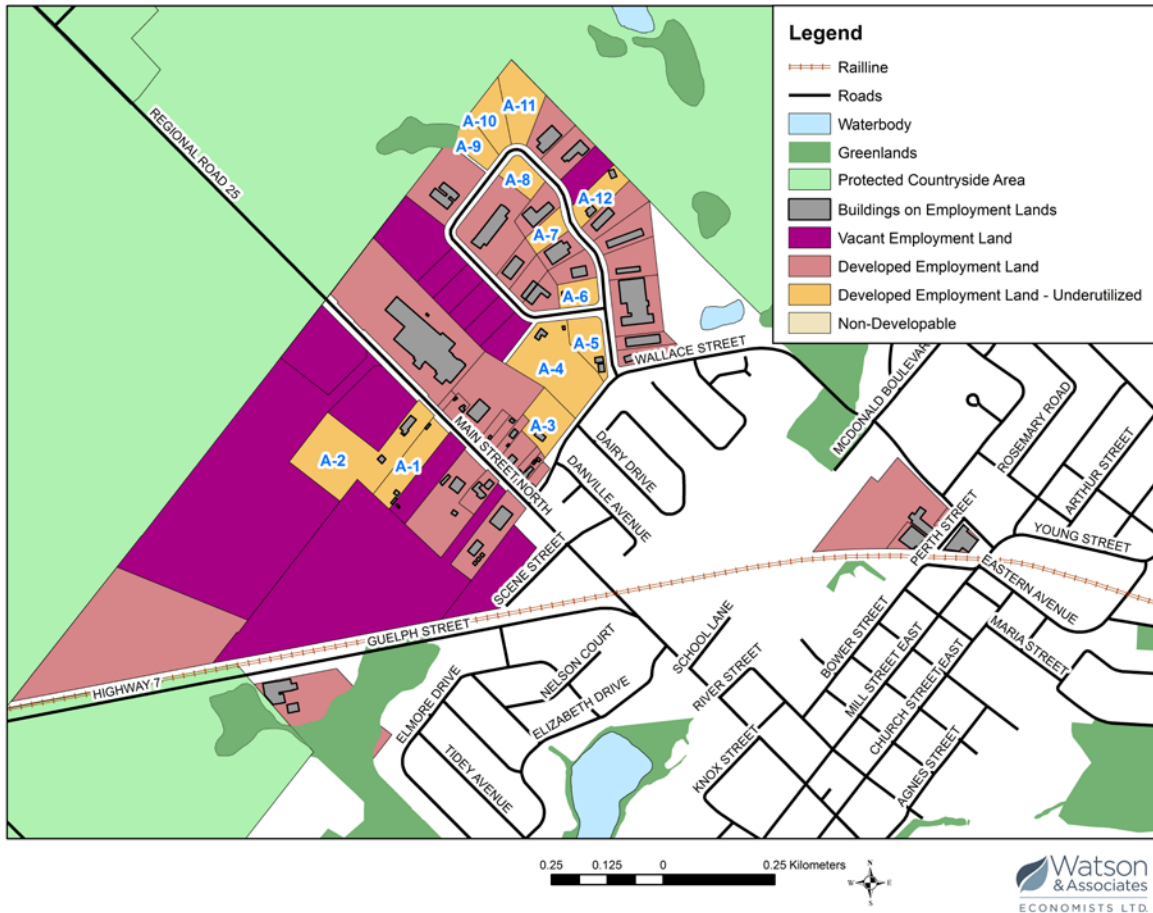 Legend
Railline
Roads
Waterbody
Greenlands
Protected Countryside Area
Buildings on Employment Lands
Vacant Employment Land
Developed Employment Land
Developed Employment Land - Underutilized
Non-Developable
REGIONAL ROAD 25
A-11
A-10
A-9
A-8
A-12
A-7
A-6
A-5
A-4
A-3
A-2
A-1
WALLACE STREET
MCDONALD BOULEVAR
MAIN STREET NORTH
DAIRY DRIVE
DANVILLE AVENUE
ROSEMARY ROAD
ARTHUR STREET
YOUNG STREET
PERTH STREET
EASTERN AVENUE
SCENE STREET
GUELPH STREET
HIGHWAY 7
MARIA STREET
BOWER STREET
MILL STREET EAST
CHURCH STREET EAST
AGNES STREET
SCHOOL LANE
RIVER STREET
KNOX STREET
NELSON COURT
ELIZABETH DRIVE
ELMORE DRIVE
TIDEY AVENUE
0.25 0.125 0 0.25 Kilometers
N
W E
S
Watson
& Associates
ECONOMISTS LTD.